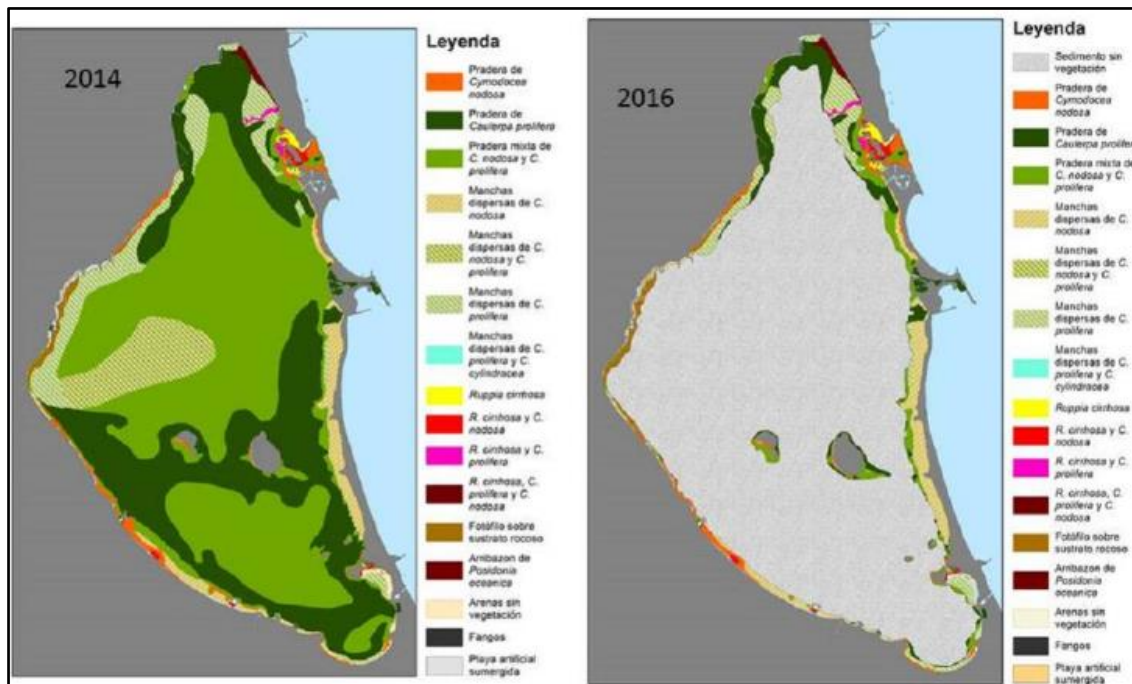 2014
Leyenda
Pradera de
Cymodocea
nodosa
Pradera de
Caulerpa prolifera
Pradera mixta de
C. nodosa y C.
prolifera
Manchas
dispersas de C.
nodosa
Manchas
dispersas de C.
nodosa y C.
prolifera
Manchas
dispersas de C.
prolifera
Manchas
dispersas de C.
prolifera y C.
cylindracea
Ruppia cirrhosa
R. cirrhosa y C.
nodosa
R. cirrhosa y C.
prolifera
R. cirrhosa, C.
prolifera y C.
nodosa
Fotófilo sobre
sustrato rocoso
Arribazon de
Posidonia
oceanica
Arenas sin
vegetación
Fangos
Playa artificial
sumergida
2016
Leyenda
Sedimento sin
vegetación
Pradera de
Cymodocea
nodosa
Pradera de
Caulerpa prolifer
Pradera mixta de
C. nodosa y C.
prolifera
Manchas
dispersas de C.
nodosa
Manchas
dispersas de C.
nodosa y C.
prolifera
Manchas
dispersas de C.
prolifera
Manchas
dispersas de C.
prolifera y C.
cylindracea
Ruppia cirrhosa
R. cirrhosa y C.
nodosa
R. cirrhosa y C.
prolifera
R. cirrhosa, C.
prolifera y C.
nodosa
Fotófilo sobre
sustrato rocoso
Arribazon de
Posidonia
oceanica
Arenas sin
vegetación
Fangos
Playa artificial
sumergida